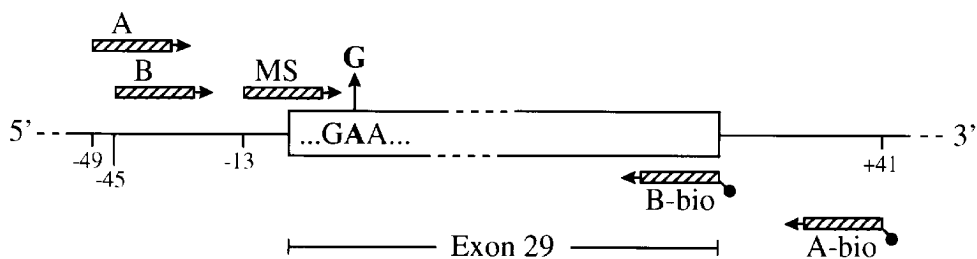 A
B
MS
G
5’
...GAA...
3’
-49
-45
-13
+41
B-bio
A-bio
Exon 29